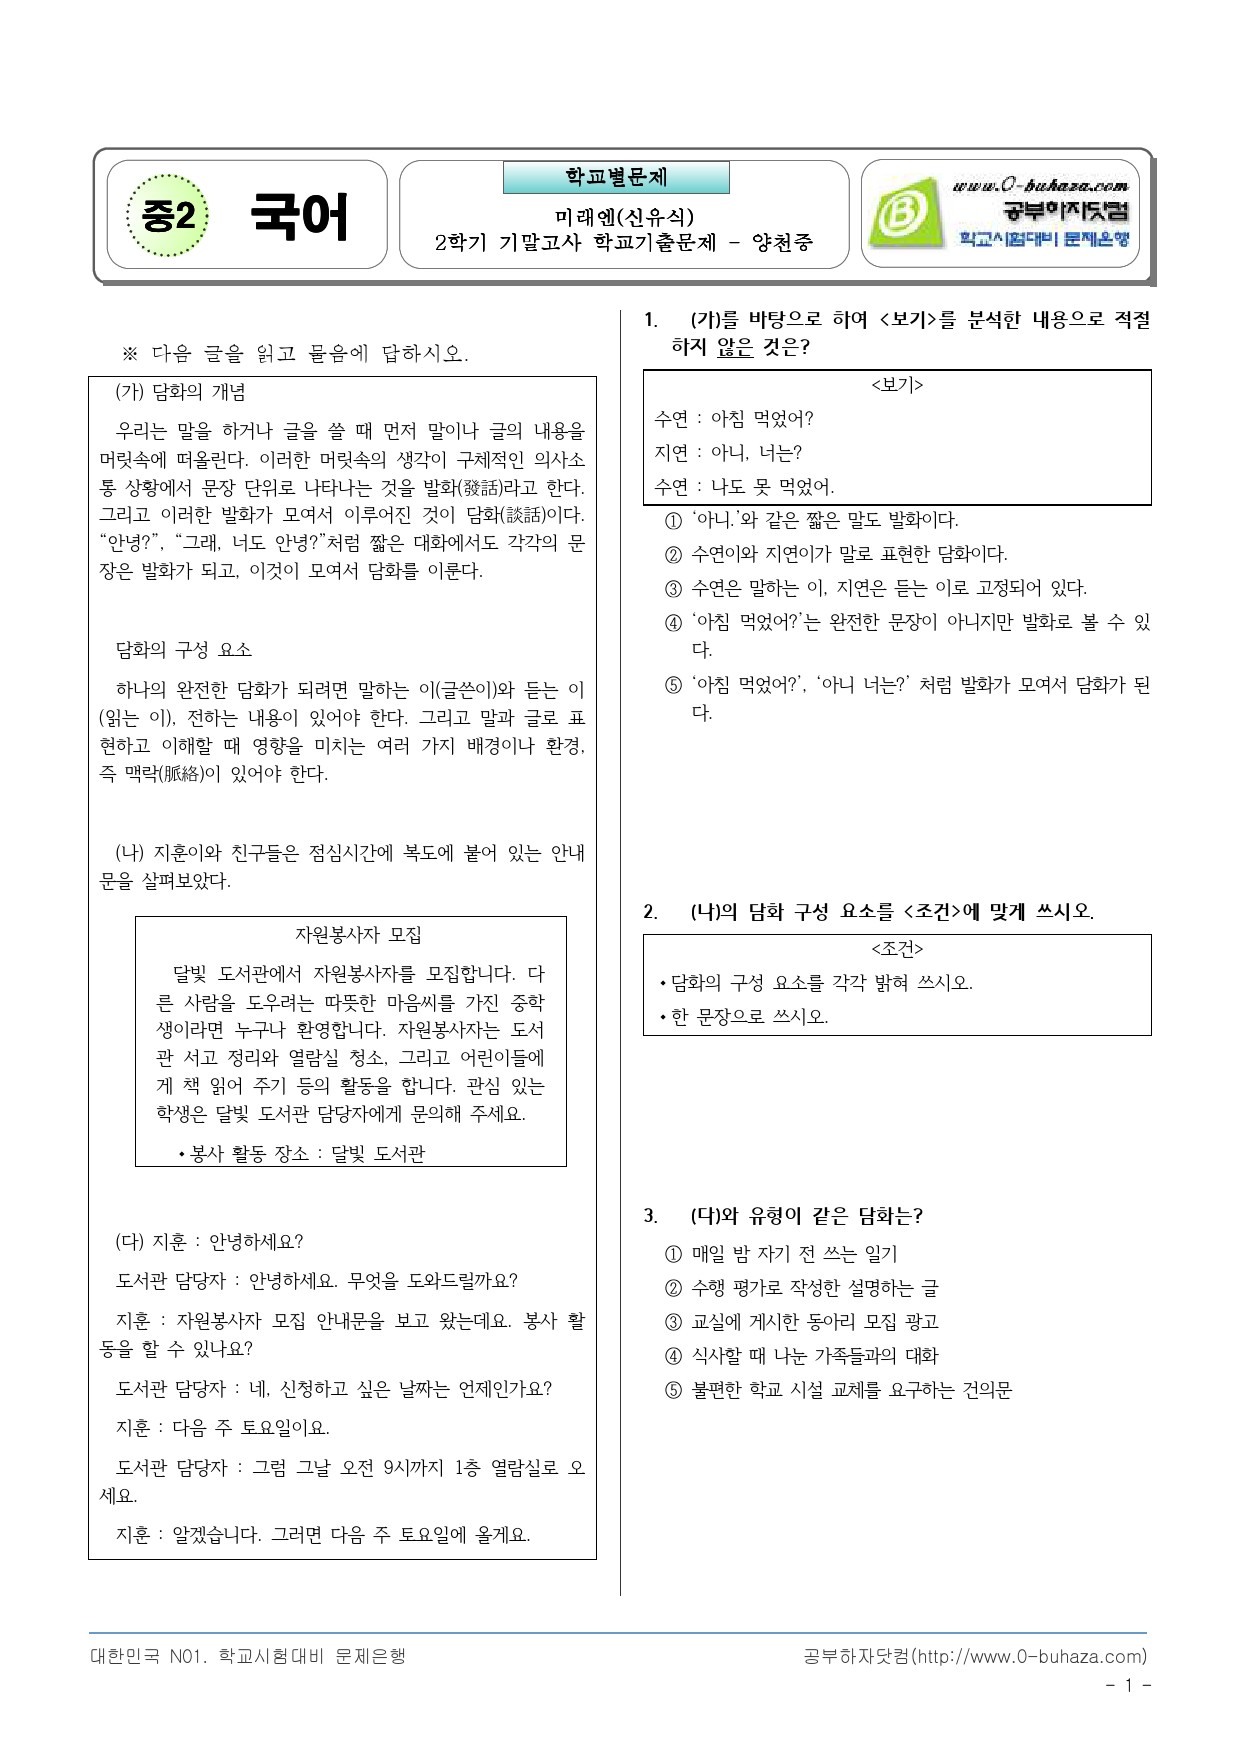 중2
국어
학교별문제
미래엔(신유식)
2학기 기말고사 학교기출문제 - 양천중
www.0-buhaza.com
공부하자닷컴
학교시험대비 문제은행
※ 다음 글을 읽고 물음에 답하시오.
(가) 담화의 개념
우리는 말을 하거나 글을 쓸 때 먼저 말이나 글의 내용을
머릿속에 떠올린다. 이러한 머릿속의 생각이 구체적인 의사소
통 상황에서 문장 단위로 나타나는 것을 발화(發話)라고 한다.
그리고 이러한 발화가 모여서 이루어진 것이 담화(談話)이다.
“안녕?”, “그래, 너도 안녕?”처럼 짧은 대화에서도 각각의 문
장은 발화가 되고, 이것이 모여서 담화를 이룬다.
담화의 구성 요소
하나의 완전한 담화가 되려면 말하는 이(글쓴이)와 듣는 이
(읽는 이), 전하는 내용이 있어야 한다. 그리고 말과 글로 표
현하고 이해할 때 영향을 미치는 여러 가지 배경이나 환경,
즉 맥락(脈絡)이 있어야 한다.
(나) 지훈이와 친구들은 점심시간에 복도에 붙어 있는 안내
문을 살펴보았다.
자원봉사자 모집
달빛 도서관에서 자원봉사자를 모집합니다. 다
른 사람을 도우려는 따뜻한 마음씨를 가진 중학
생이라면 누구나 환영합니다. 자원봉사자는 도서
관 서고 정리와 열람실 청소, 그리고 어린이들에
게 책 읽어 주기 등의 활동을 합니다. 관심 있는
학생은 달빛 도서관 담당자에게 문의해 주세요.
•봉사 활동 장소 : 달빛 도서관
(다) 지훈 : 안녕하세요?
도서관 담당자 : 안녕하세요. 무엇을 도와드릴까요?
지훈 : 자원봉사자 모집 안내문을 보고 왔는데요. 봉사 활
동을 할 수 있나요?
도서관 담당자 : 네, 신청하고 싶은 날짜는 언제인가요?
지훈 : 다음 주 토요일이요.
도서관 담당자 : 그럼 그날 오전 9시까지 1층 열람실로 오
세요.
지훈 : 알겠습니다. 그러면 다음 주 토요일에 올게요.
1. (가)를 바탕으로 하여 <보기>를 분석한 내용으로 적절
하지 않은 것은?
<보기>
수연 : 아침 먹었어?
지연 : 아니, 너는?
수연 : 나도 못 먹었어.
① ‘아니.’와 같은 짧은 말도 발화이다.
② 수연이와 지연이가 말로 표현한 담화이다.
③ 수연은 말하는 이, 지연은 듣는 이로 고정되어 있다.
④ ‘아침 먹었어?’는 완전한 문장이 아니지만 발화로 볼 수 있
다.
⑤ ‘아침 먹었어?’, ‘아니 너는?’ 처럼 발화가 모여서 담화가 된
다.
2. (나)의 담화 구성 요소를 <조건>에 맞게 쓰시오.
<조건>
•담화의 구성 요소를 각각 밝혀 쓰시오.
•한 문장으로 쓰시오.
3. (다)와 유형이 같은 담화는?
① 매일 밤 자기 전 쓰는 일기
② 수행 평가로 작성한 설명하는 글
③ 교실에 게시한 동아리 모집 광고
④ 식사할 때 나눈 가족들과의 대화
⑤ 불편한 학교 시설 교체를 요구하는 건의문
대한민국 N01. 학교시험대비 문제은행
공부하자닷컴(http://www.0-buhaza.com)
- 1 -